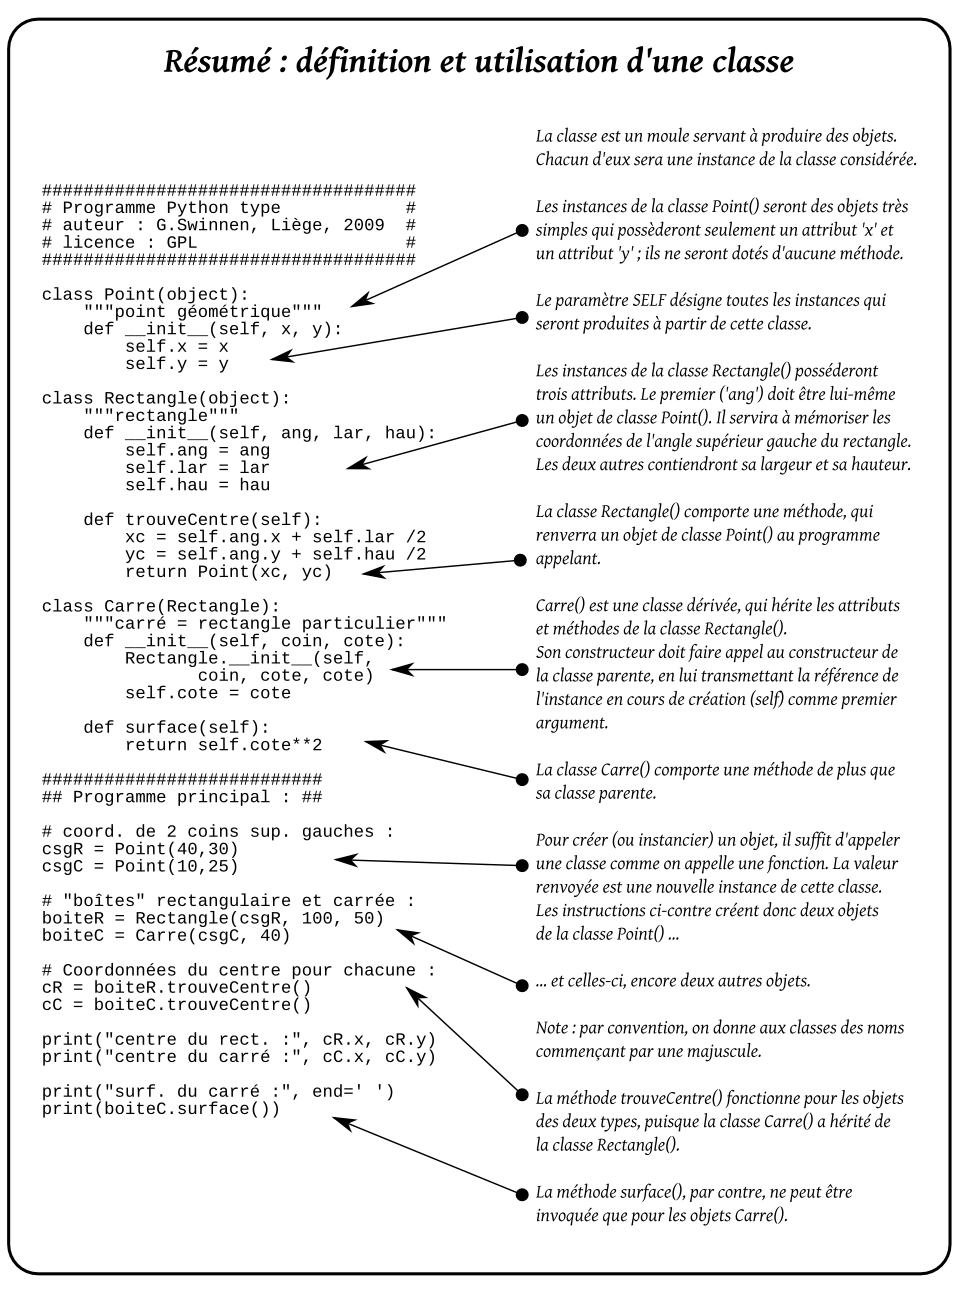 Résumé : définition et utilisation d'une classe
####################################
# Programme Python type            #
# auteur : G.Swinnen, Liège, 2009  #
# licence : GPL                    #
####################################
class Point(object):
    """point géométrique"""
    def __init__(self, x, y):
        self.x = x
        self.y = y
class Rectangle(object):
    """rectangle"""
    def __init__(self, ang, lar, hau):
        self.ang = ang
        self.lar = lar
        self.hau = hau
    def trouveCentre(self):
        xc = self.ang.x + self.lar /2
        yc = self.ang.y + self.hau /2
        return Point(xc, yc)
class Carre(Rectangle):
    """carré = rectangle particulier"""
    def __init__(self, coin, cote):
        Rectangle.__init__(self,
               coin, cote, cote)
        self.cote = cote
    def surface(self):
        return self.cote**2
###########################
## Programme principal : ##
# coord. de 2 coins sup. gauches :
csgR = Point(40,30)
csgC = Point(10,25)
# "boîtes" rectangulaire et carrée :
boiteR = Rectangle(csgR, 100, 50)
boiteC = Carre(csgC, 40)
# Coordonnées du centre pour chacune :
cR = boiteR.trouveCentre()
cC = boiteC.trouveCentre()
print("centre du rect. :", cR.x, cR.y)
print("centre du carré :", cC.x, cC.y)
print("surf. du carré :", end=' ')
print(boiteC.surface())
La classe est un moule servant à produire des objets.
Chacun d'eux sera une instance de la classe considérée.
Les instances de la classe Point() seront des objets très
simples qui possèderont seulement un attribut 'x' et
un attribut 'y' ; ils ne seront dotés d'aucune méthode.
Le paramètre SELF désigne toutes les instances qui
seront produites à partir de cette classe.
Les instances de la classe Rectangle() posséderont
trois attributs. Le premier ('ang') doit être lui-même
un objet de classe Point(). Il servira à mémoriser les
coordonnées de l'angle supérieur gauche du rectangle.
Les deux autres contiendront sa largeur et sa hauteur.
La classe Rectangle() comporte une méthode, qui
renverra un objet de classe Point() au programme
appelant.
Carre() est une classe dérivée, qui hérite les attributs
et méthodes de la classe Rectangle().
Son constructeur doit faire appel au constructeur de
la classe parente, en lui transmettant la référence de
l'instance en cours de création (self) comme premier
argument.
La classe Carre() comporte une méthode de plus que
sa classe parente.
Pour créer (ou instancier) un objet, il suffit d'appeler
une classe comme on appelle une fonction. La valeur
renvoyée est une nouvelle instance de cette classe.
Les instructions ci-contre créent donc deux objets
de la classe Point() ...
... et celles-ci, encore deux autres objets.
Note : par convention, on donne aux classes des noms
commençant par une majuscule.
La méthode trouveCentre() fonctionne pour les objets
des deux types, puisque la classe Carre() a hérité de
la classe Rectangle().
La méthode surface(), par contre, ne peut être
invoquée que pour les objets Carre().